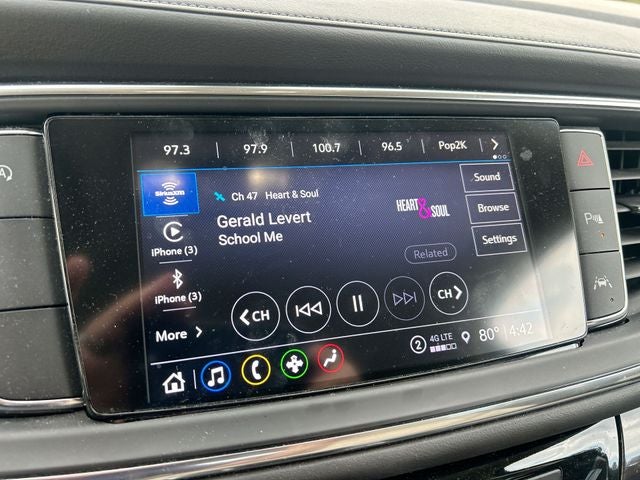 97.3 97.9 100.7 96.5 Pop2K
SiriusXM
Ch 47 Heart & Soul
HEART & SOUL
Sound
Gerald Levert
School Me
Browse
iPhone (3)
Related
Settings
iPhone (3)
CH CH
More
2 4G LTE 80° 4:42
A
P